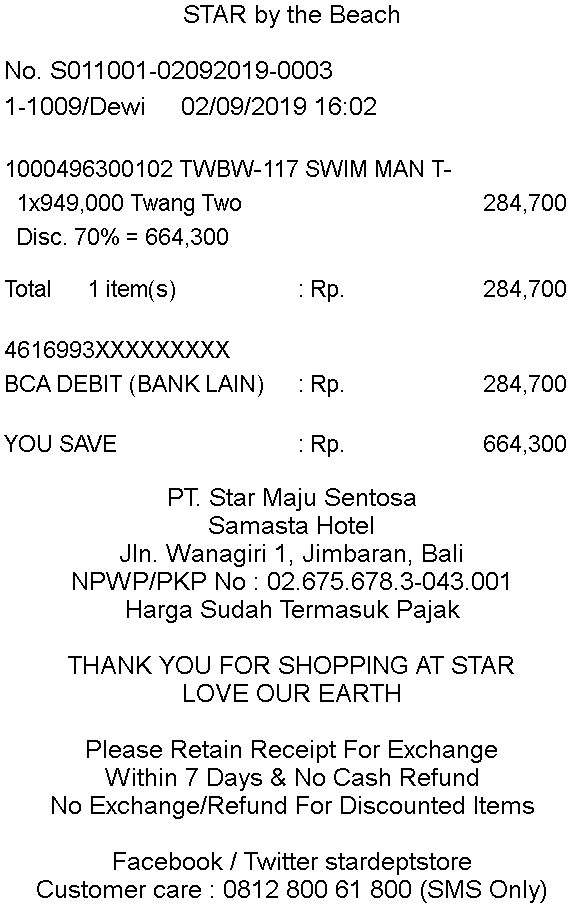 STAR by the Beach
No. S011001-02092019-0003
1-1009/Dewi 02/09/2019 16:02
1000496300102 TWBW-117 SWIM MAN T-
1x949,000 Twang Two 284,700
Disc. 70% = 664,300
Total 1 item(s) : Rp. 284,700
4616993XXXXXXXXX
BCA DEBIT (BANK LAIN) : Rp. 284,700
YOU SAVE : Rp. 664,300
PT. Star Maju Sentosa
Samasta Hotel
Jln. Wanagiri 1, Jimbaran, Bali
NPWP/PKP No : 02.675.678.3-043.001
Harga Sudah Termasuk Pajak
THANK YOU FOR SHOPPING AT STAR
LOVE OUR EARTH
Please Retain Receipt For Exchange
Within 7 Days & No Cash Refund
No Exchange/Refund For Discounted Items
Facebook / Twitter stardeptstore
Customer care : 0812 800 61 800 (SMS Only)